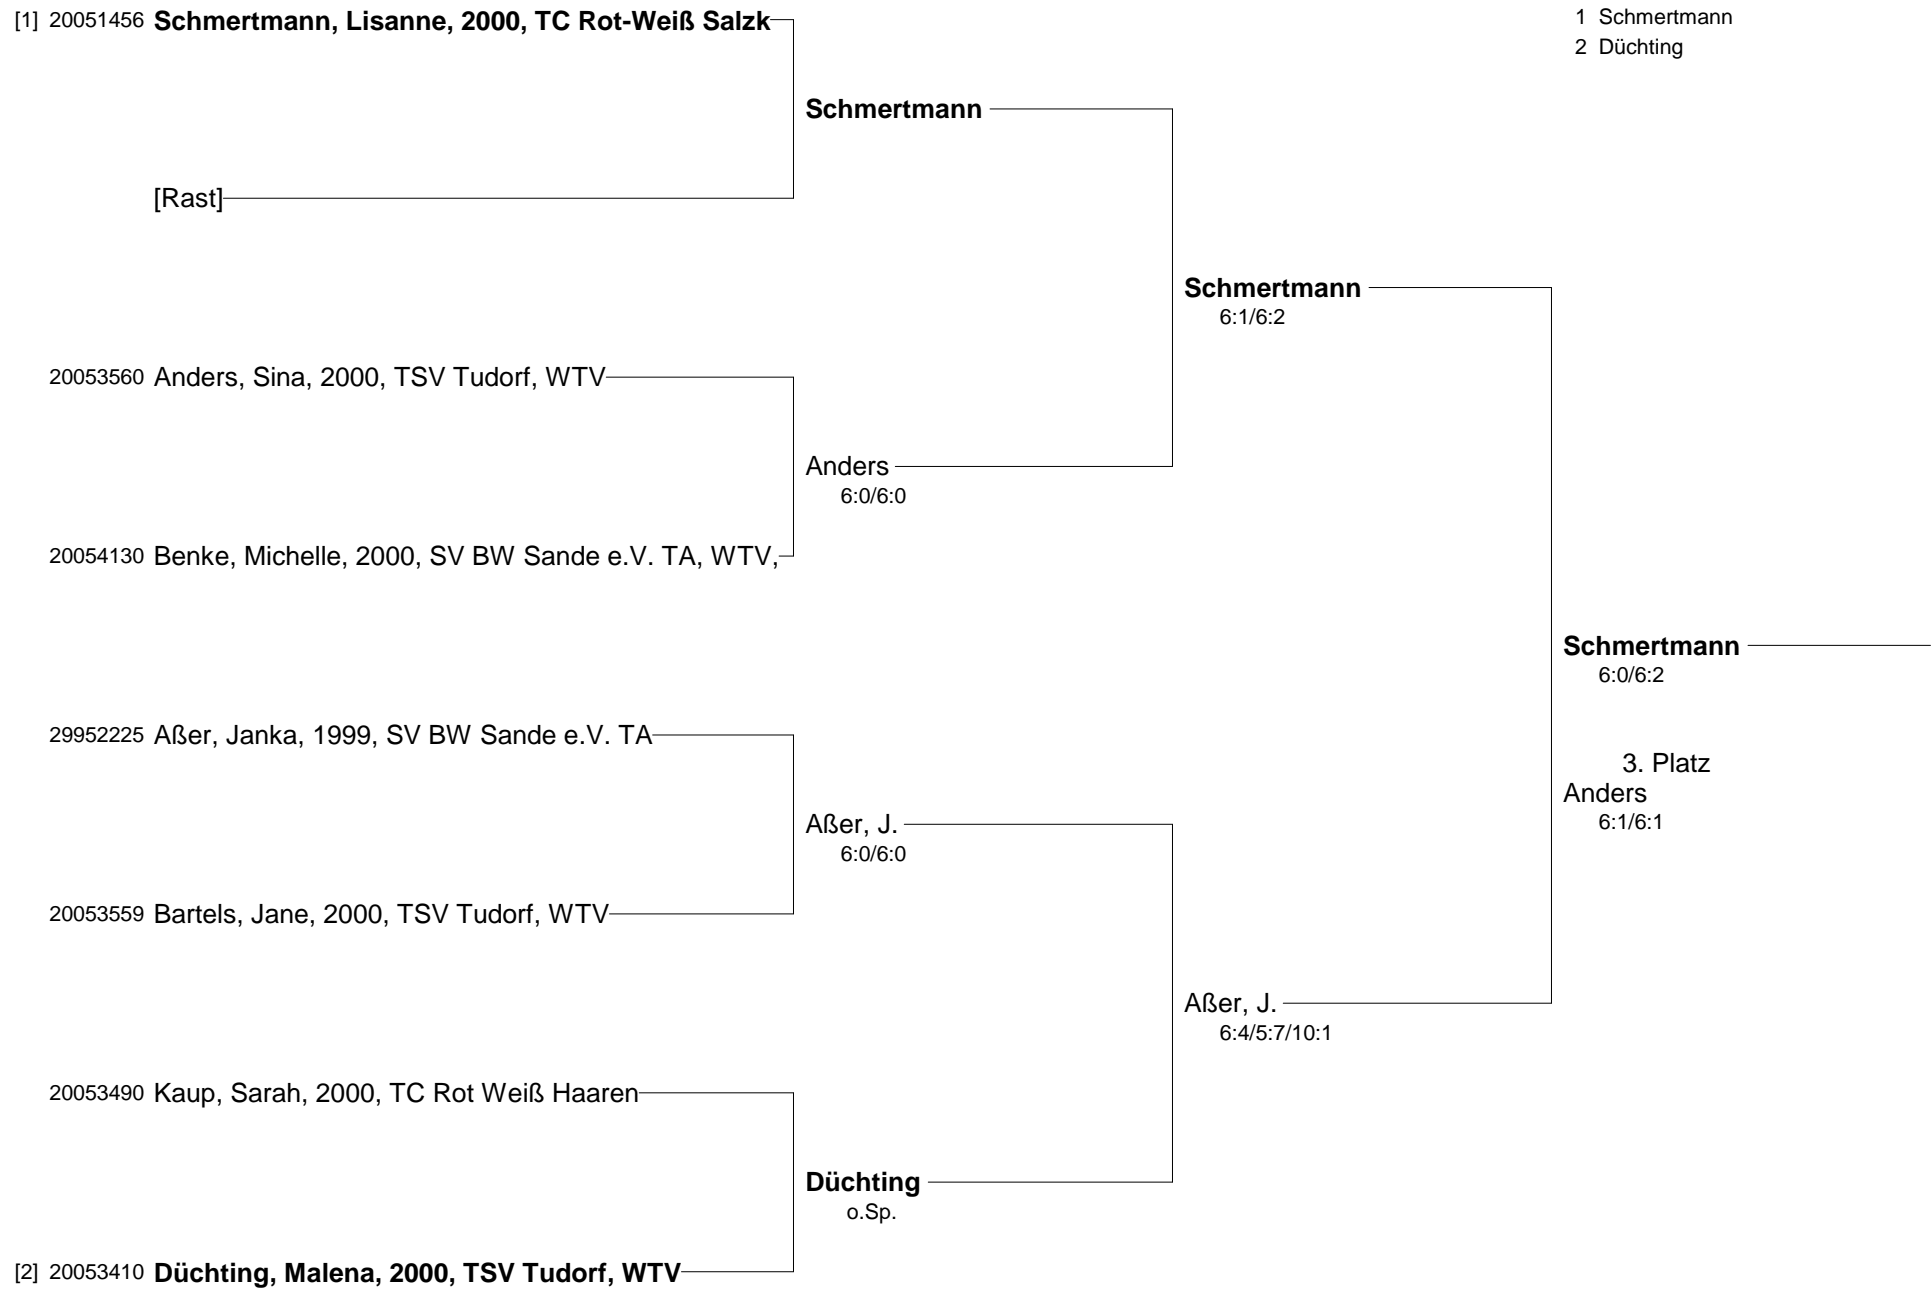 [1] 20051456 Schmertmann, Lisanne, 2000, TC Rot-Weiß Salzk
1 Schmertmann
2 Düchting
Schmertmann
[Rast]
Schmertmann
6:1/6:2
20053560 Anders, Sina, 2000, TSV Tudorf, WTV
Anders
6:0/6:0
20054130 Benke, Michelle, 2000, SV BW Sande e.V. TA, WTV,
Schmertmann
6:0/6:2
29952225 Aßer, Janka, 1999, SV BW Sande e.V. TA
3. Platz
Anders
6:1/6:1
Aßer, J.
6:0/6:0
20053559 Bartels, Jane, 2000, TSV Tudorf, WTV
Aßer, J.
6:4/5:7/10:1
20053490 Kaup, Sarah, 2000, TC Rot Weiß Haaren
Düchting
o.Sp.
[2] 20053410 Düchting, Malena, 2000, TSV Tudorf, WTV